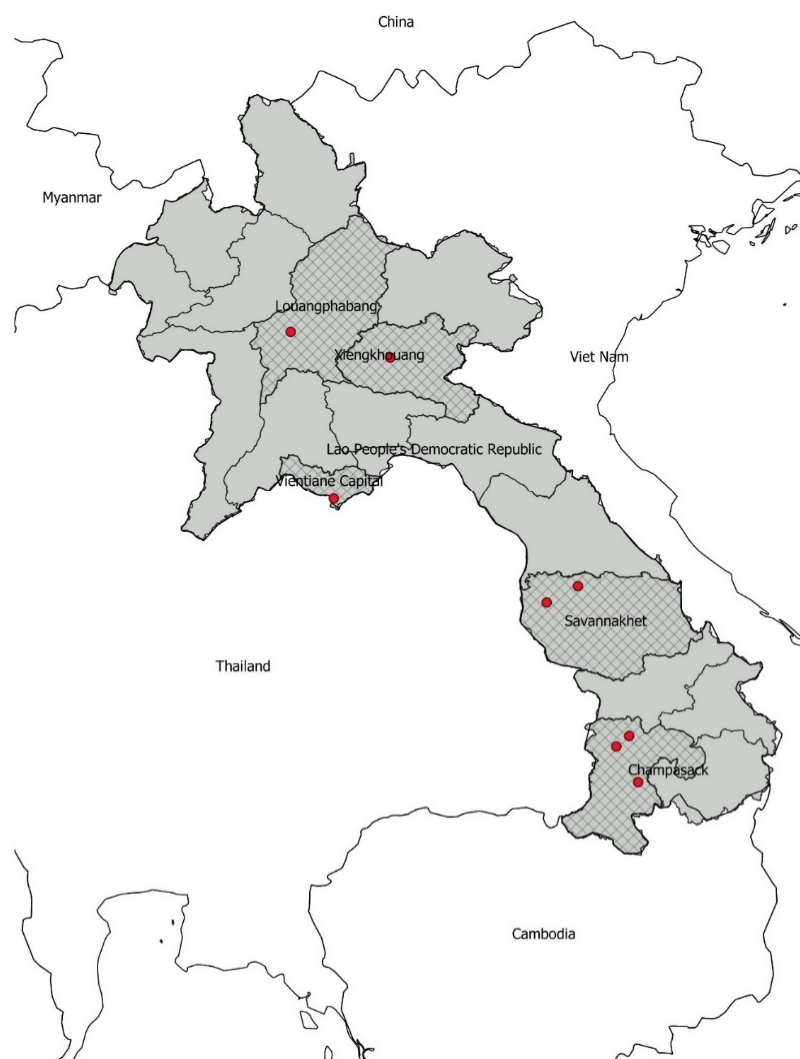 China
Myanmar
Louangphabang
Xiengkhouang
Viet Nam
Lao People's Democratic Republic
Vientiane Capital
Savannakhet
Thailand
Champasack
Cambodia